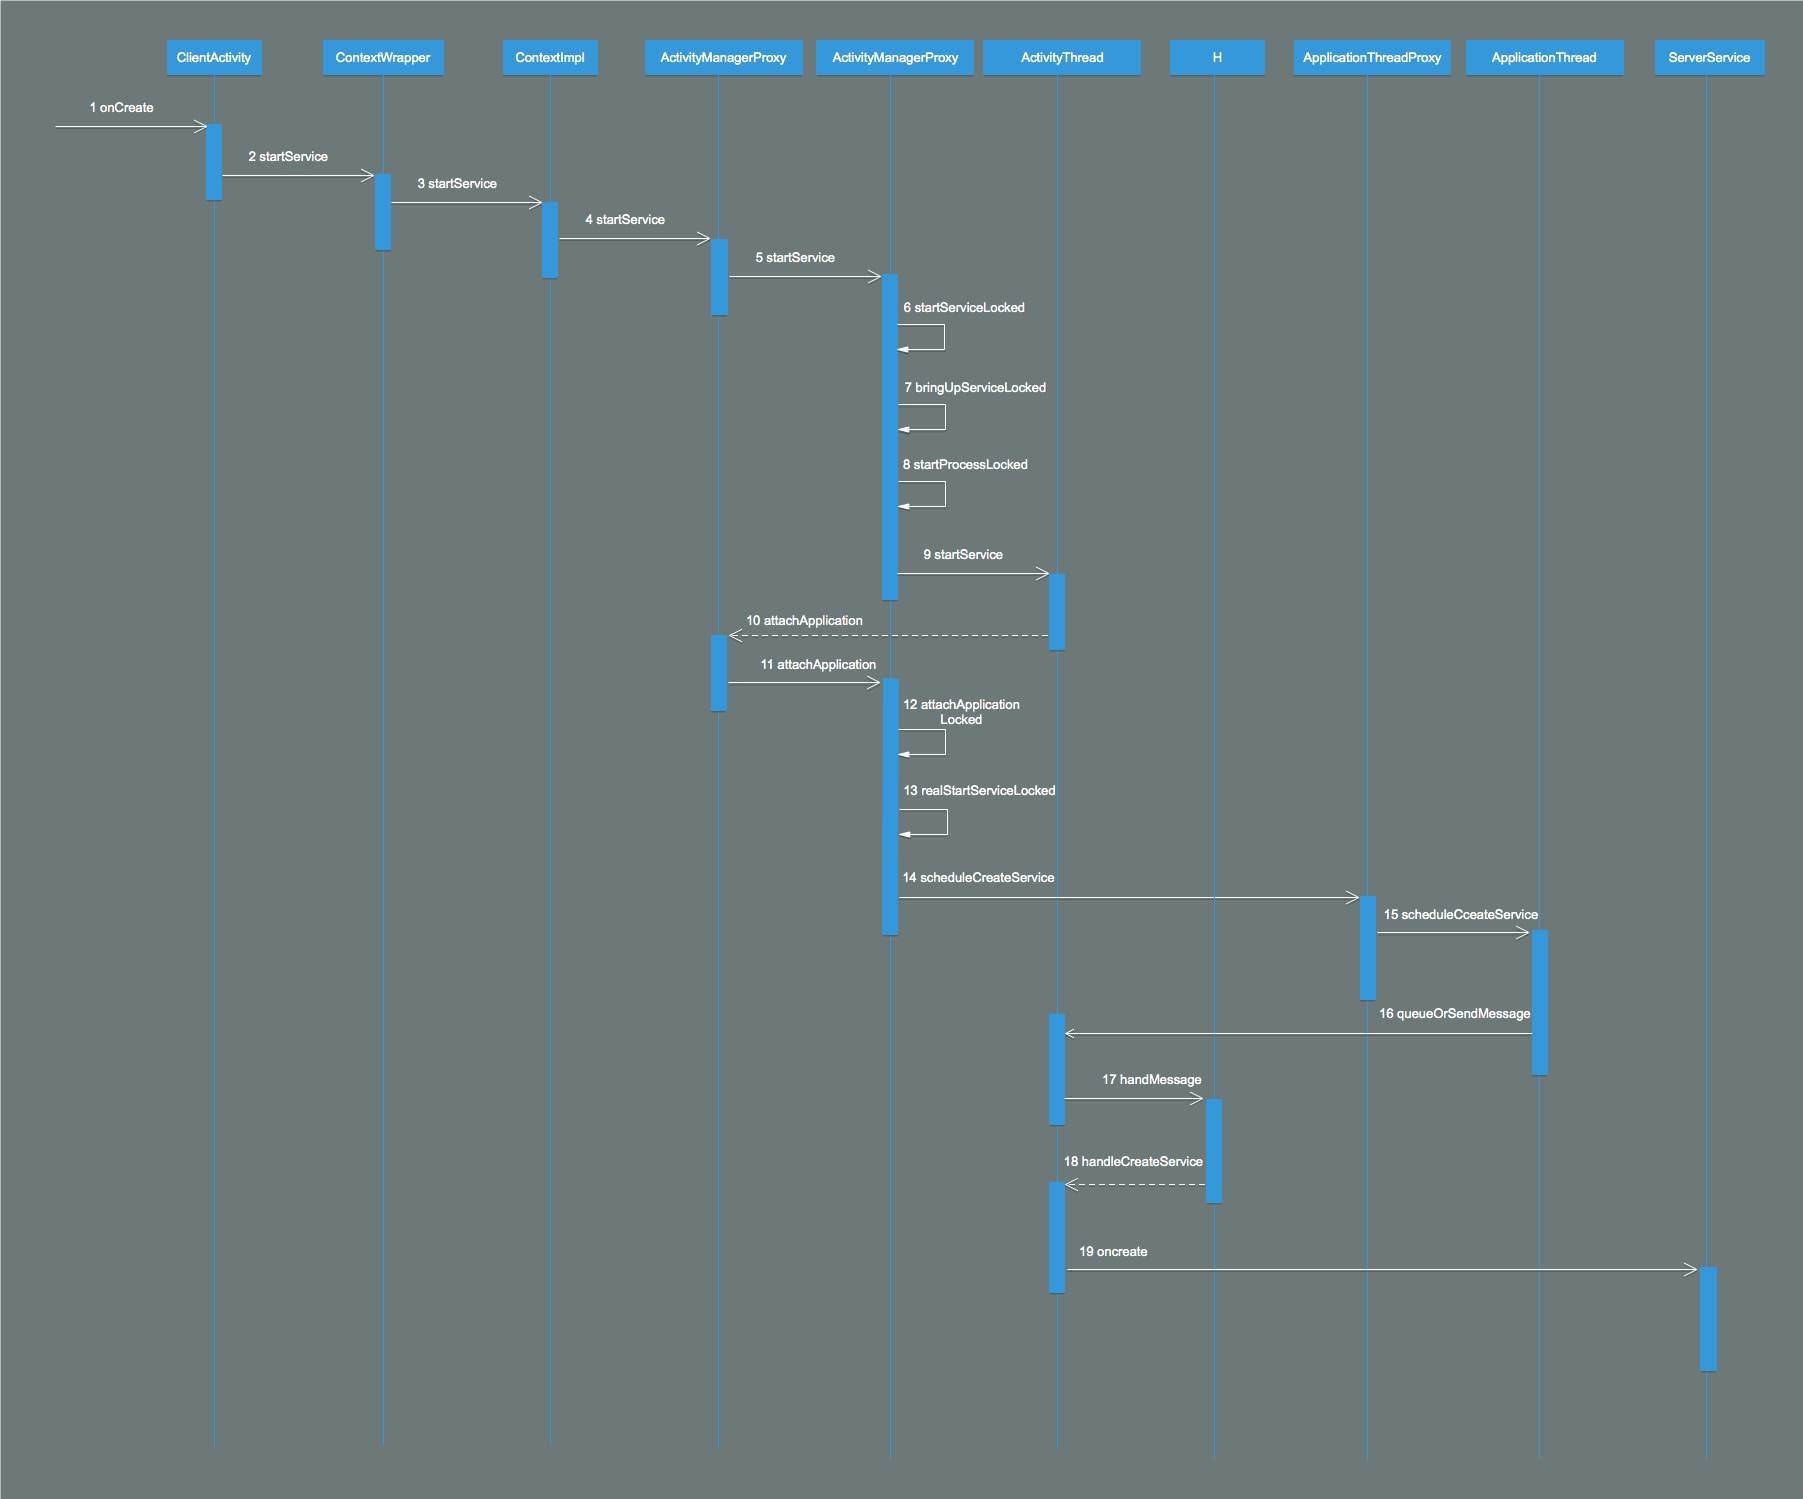 ClientActivity
ContextWrapper
ContextImpl
ActivityManagerProxy
ActivityManagerProxy
ActivityThread
H
ApplicationThreadProxy
ApplicationThread
ServerService
1 onCreate
2 startService
3 startService
4 startService
5 startService
6 startServiceLocked
7 bringUpServiceLocked
8 startProcessLocked
9 startService
10 attachApplication
11 attachApplication
12 attachApplication
Locked
13 realStartServiceLocked
14 scheduleCreateService
15 scheduleCceateService
16 queueOrSendMessage
17 handMessage
18 handleCreateService
19 oncreate